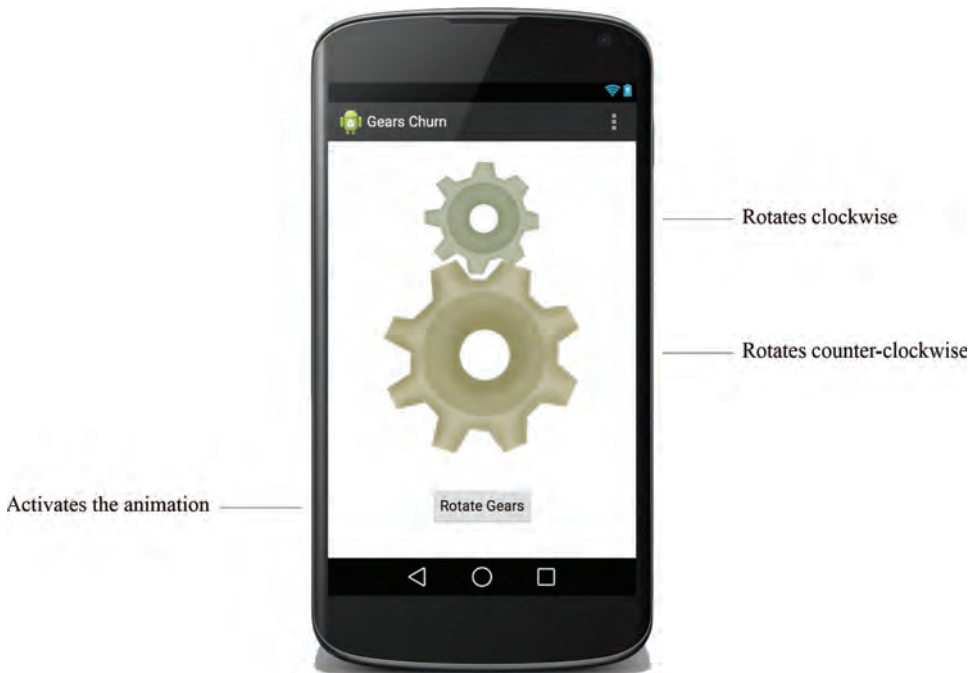 Gears Churn
Rotates clockwise
Rotates counter-clockwise
Activates the animation
Rotate Gears